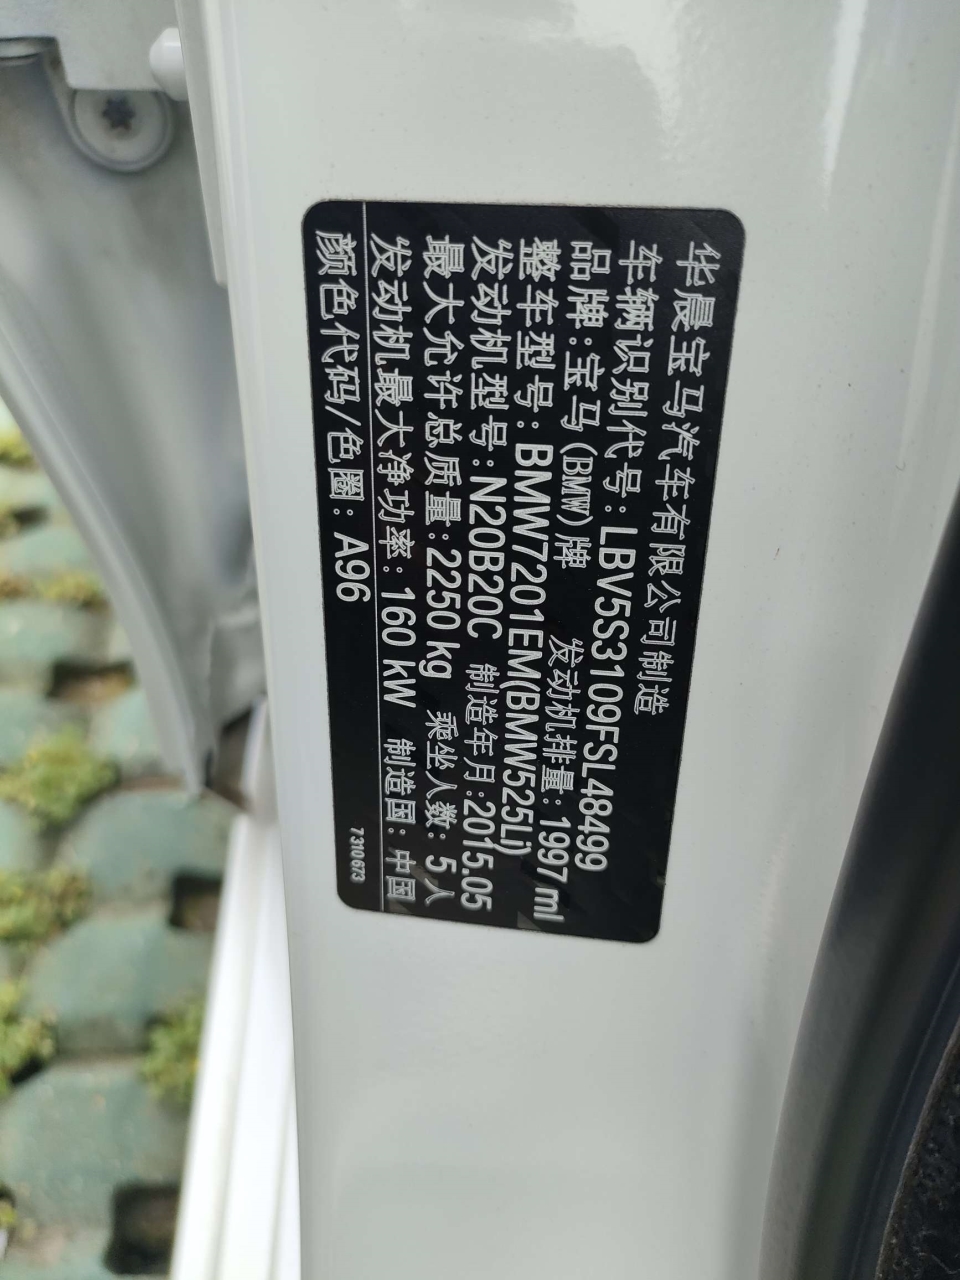 华晨宝马汽车有限公司制造
车辆识别代号：LBV5S3109FSL48499
品牌：宝马(BMW)牌 发动机排量：1997 ml
整车型号：BMW7201EM(BMW525Li)
发动机型号：N20B20C 制造年月：2015.05
最大允许总质量：2250 kg 乘坐人数：5人
发动机最大净功率：160 kW 制造国：中国
颜色代码/色圈：A96
7310673